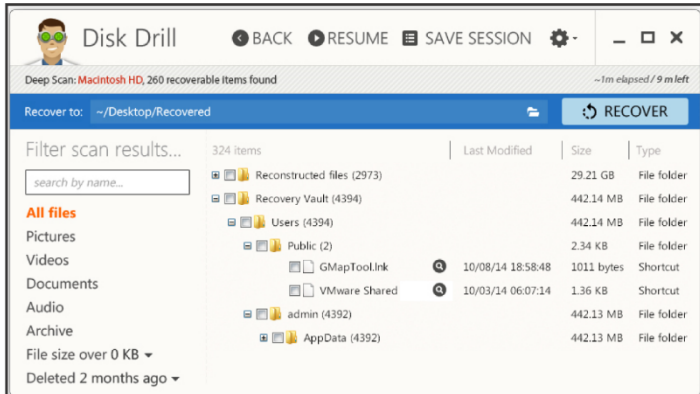 Disk Drill
BACK RESUME SAVE SESSION
Deep Scan: Macintosh HD, 260 recoverable items found ~1m elapsed / 9 m left
Recover to: ~/Desktop/Recovered RECOVER
Filter scan results... 324 items Last Modified Size Type
search by name...
Reconstructed files (2973) 29.21 GB File folder
Recovery Vault (4394) 442.14 MB File folder
All files
Users (4394) 442.14 MB File folder
Pictures
Public (2) 2.34 KB File folder
Videos
GMapTool.lnk 10/08/14 18:58:48 1011 bytes Shortcut
Documents
VMware Shared 10/03/14 06:07:14 1.36 KB Shortcut
Audio
admin (4392) 442.13 MB File folder
Archive
AppData (4392) 442.13 MB File folder
File size over 0 KB
Deleted 2 months ago